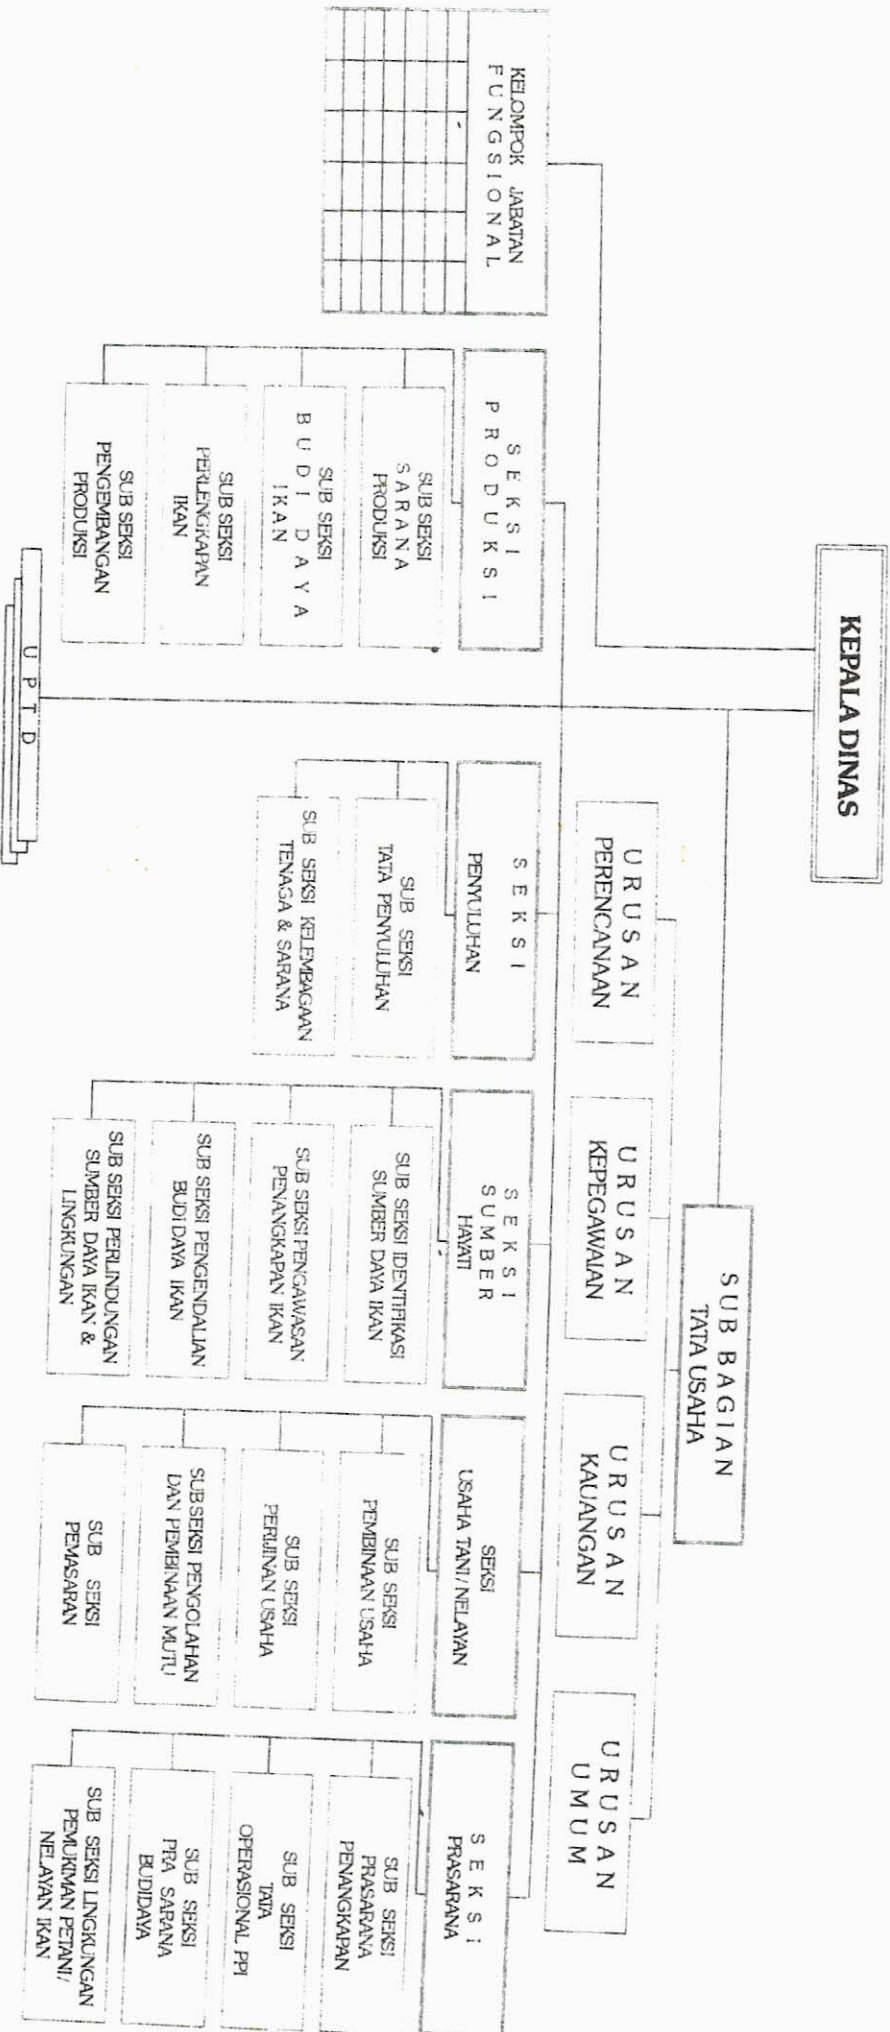 KEPALA DINAS
SUB BAGIAN
TATA USAHA
KELOMPOK JABATAN
FUNGSIONAL
URUSAN
PERENCANAAN
URUSAN
KEPEGAWAIAN
URUSAN
KAUANGAN
URUSAN
UMUM
SEKSI
PRODUKSI
SUB SEKSI
SARANA
PRODUKSI
SUB SEKSI
BUDI DAYA
IKAN
SUB SEKSI
PERLENGKAPAN
IKAN
SUB SEKSI
PENGEMBANGAN
PRODUKSI
SEKSI
PENYULUHAN
SUB SEKSI
TATA PENYULUHAN
SUB SEKSI KELEMBAGAAN
TENAGA & SARANA
SEKSI
SUMBER
HAYATI
SUB SEKSI IDENTIFIKASI
SUMBER DAYA IKAN
SUB SEKSI PENGAWASAN
PENANGKAPAN IKAN
SUB SEKSI PENGENDALIAN
BUDIDAYA IKAN
SUB SEKSI PERLINDUNGAN
SUMBER DAYA IKAN &
LINGKUNGAN
SEKSI
USAHA TANI / NELAYAN
SUB SEKSI
PEMBINAAN USAHA
SUB SEKSI
PERIJINAN USAHA
SUB SEKSI PENGOLAHAN
DAN PEMBINAAN MUTU
SUB SEKSI
PEMASARAN
SEKSI
PRASARANA
SUB SEKSI
PRASARANA
PENANGKAPAN
SUB SEKSI
TATA
OPERASIONAL PPI
SUB SEKSI
PRA SARANA
BUDIDAYA
SUB SEKSI LINGKUNGAN
PEMUKIMAN PETANI /
NELAYAN IKAN
UPTD